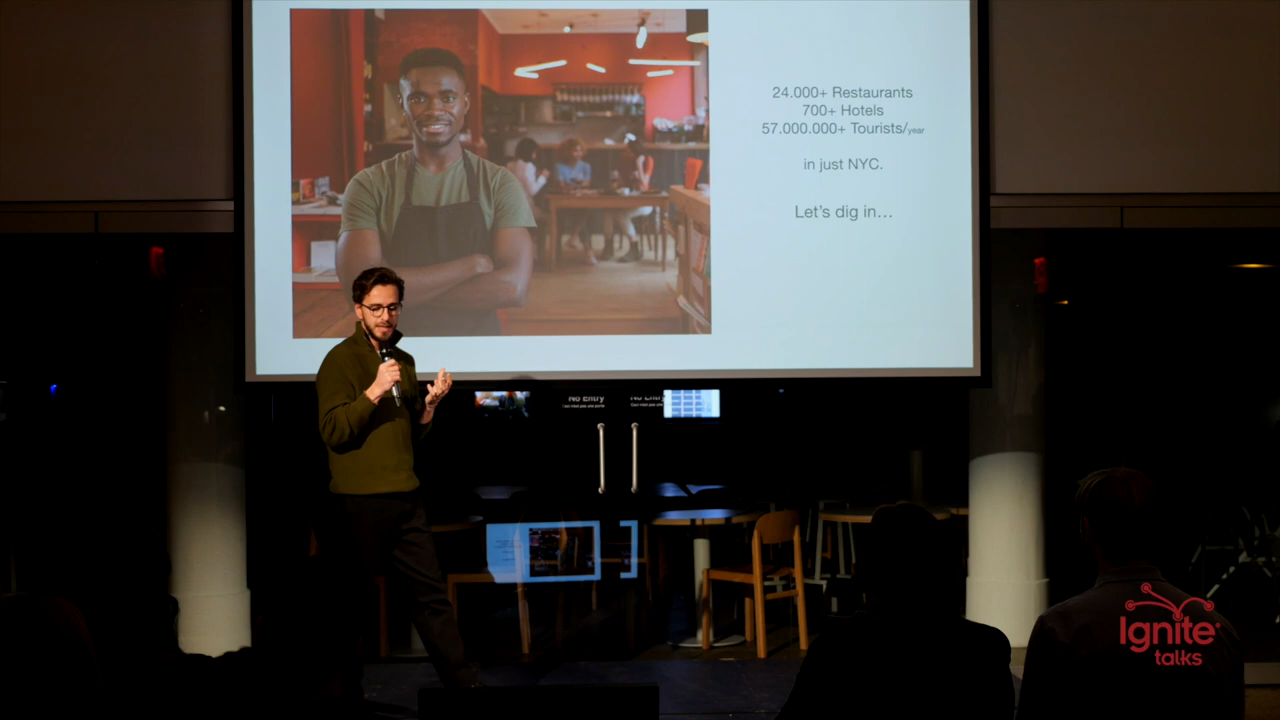 24.000+ Restaurants
700+ Hotels
57.000.000+ Tourists/year
in just NYC.
Let's dig in...
No Entry
No Entry
Ignite
talks